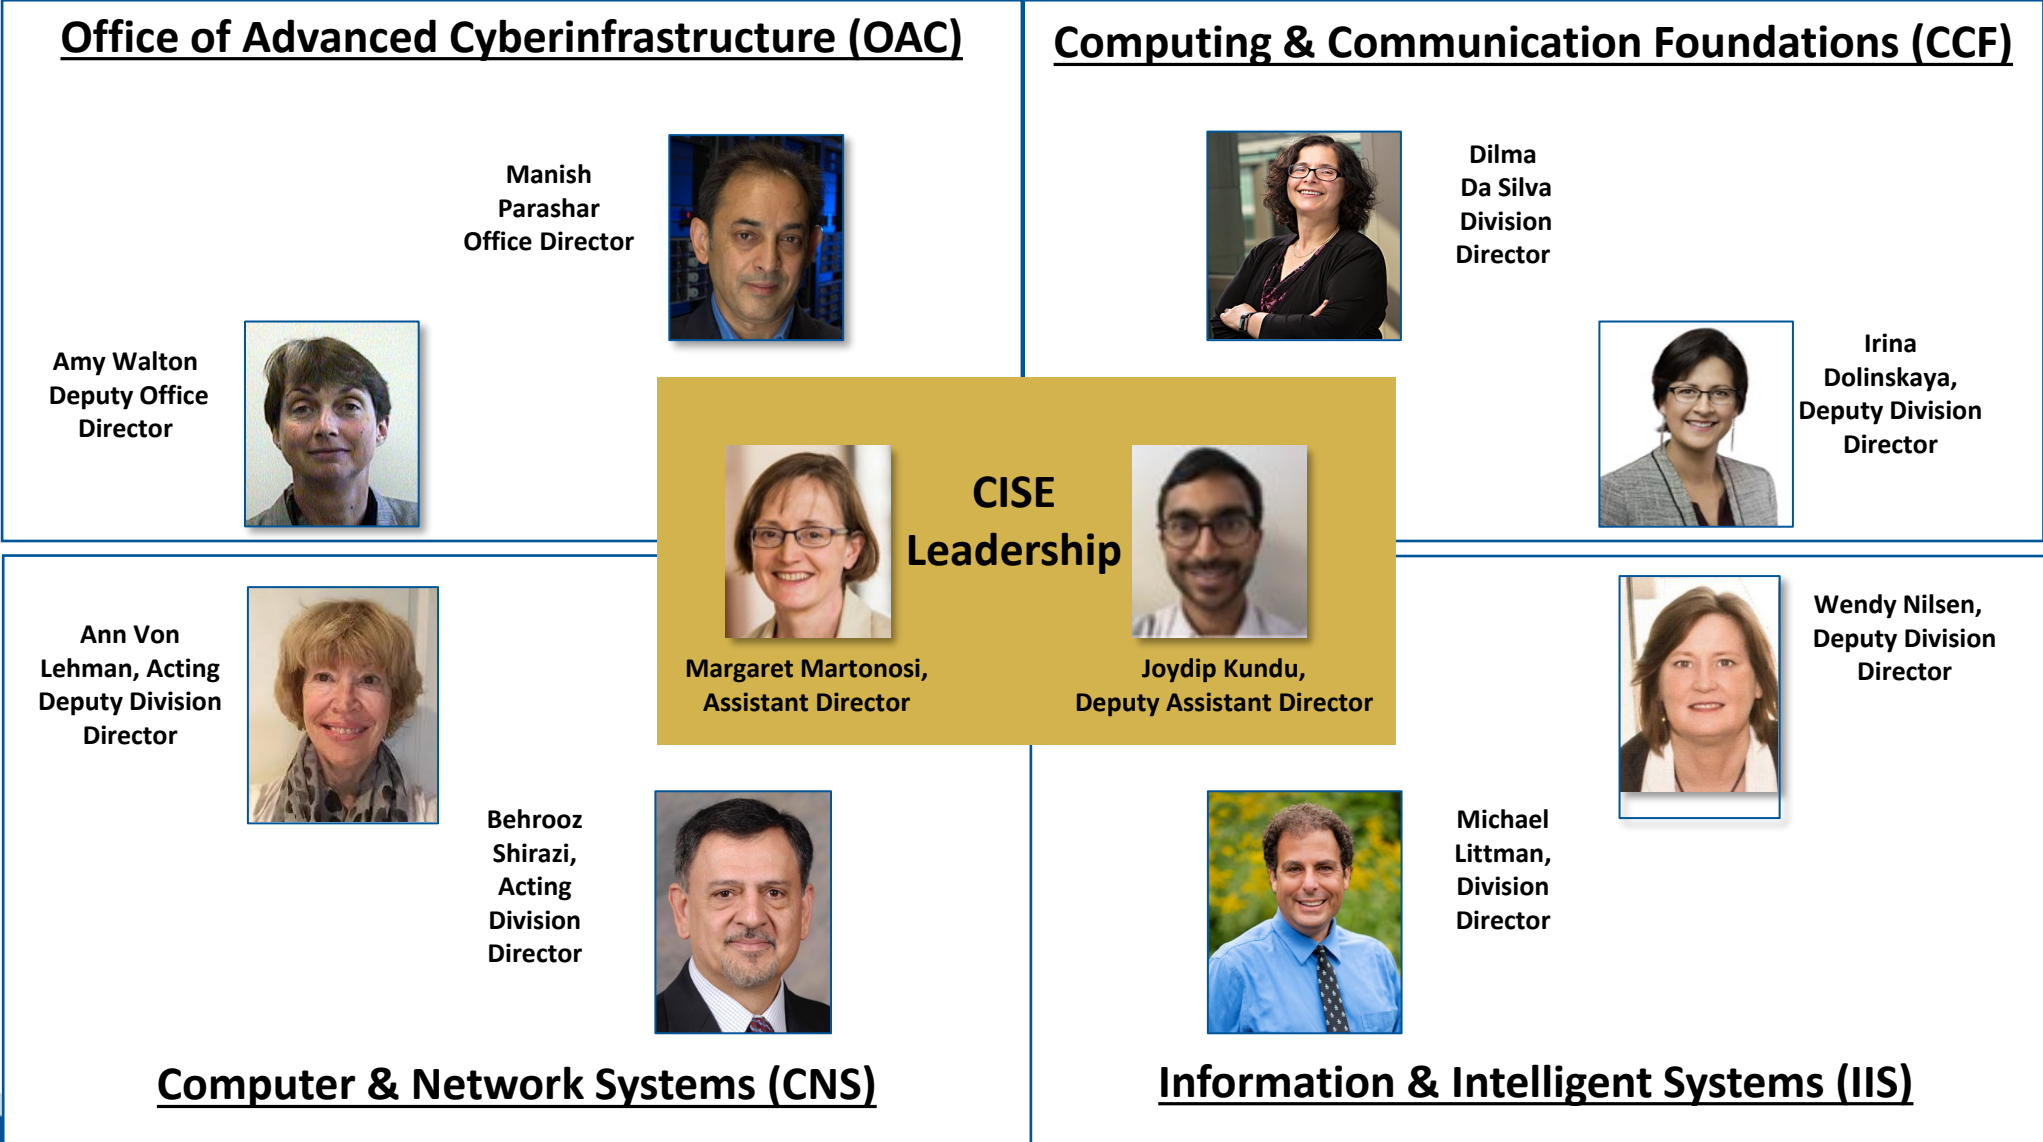 Office of Advanced Cyberinfrastructure (OAC)
Manish
Parashar
Office Director
Amy Walton
Deputy Office
Director
Computing & Communication Foundations (CCF)
Dilma
Da Silva
Division
Director
Irina
Dolinskaya,
Deputy Division
Director
CISE
Leadership
Margaret Martonosi,
Assistant Director
Joydip Kundu,
Deputy Assistant Director
Ann Von
Lehman, Acting
Deputy Division
Director
Behrooz
Shirazi,
Acting
Division
Director
Computer & Network Systems (CNS)
Wendy Nilsen,
Deputy Division
Director
Michael
Littman,
Division
Director
Information & Intelligent Systems (IIS)